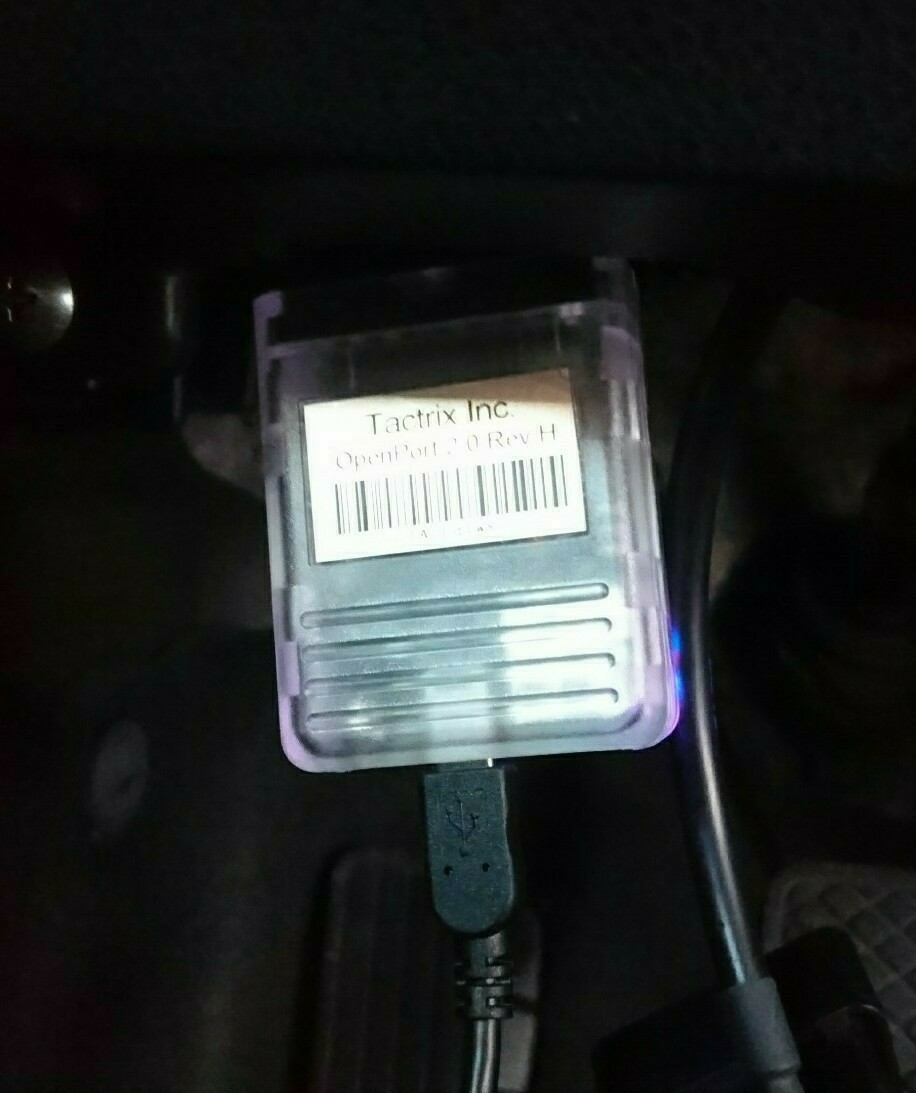 Tactrix Inc.
OpenPort 2.0 Rev H